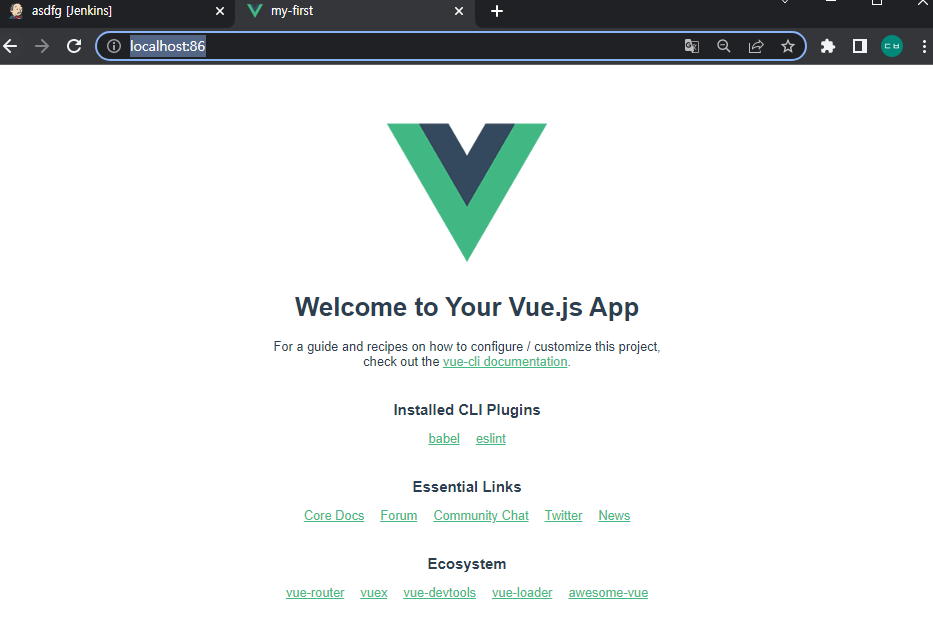 asdfg [Jenkins]
my-first
localhost:86
Welcome to Your Vue.js App
For a guide and recipes on how to configure / customize this project,
check out the vue-cli documentation.
Installed CLI Plugins
babel eslint
Essential Links
Core Docs Forum Community Chat Twitter News
Ecosystem
vue-router vuex vue-devtools vue-loader awesome-vue